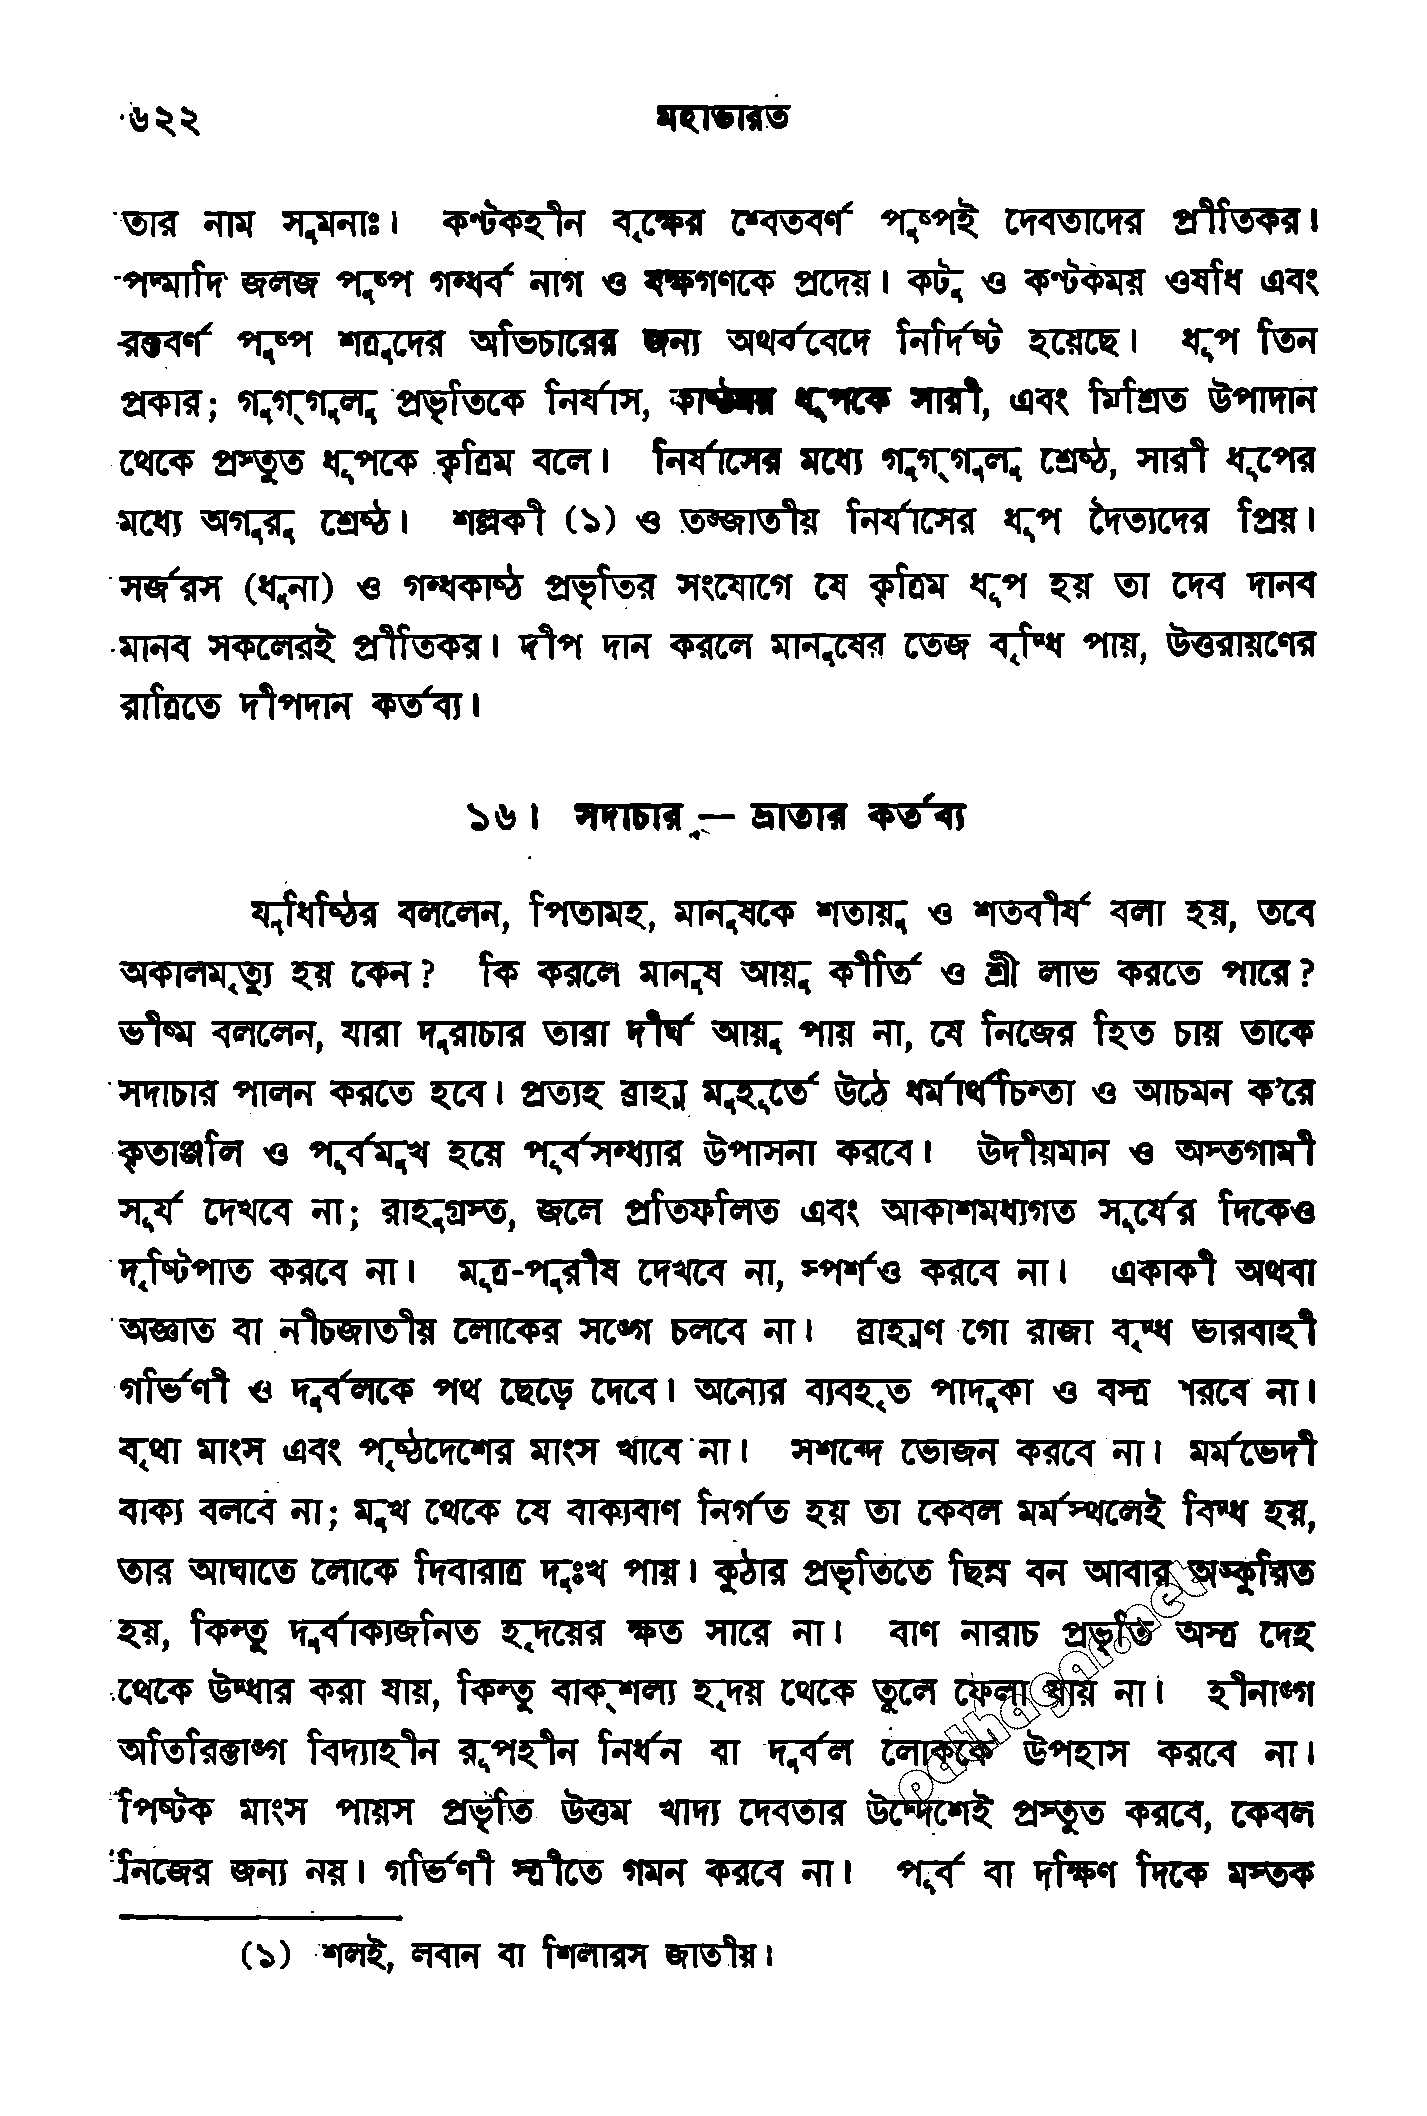 ৬২২
মহাভারত
তার নাম সুমনাঃ। কণ্টকহীন বৃক্ষের শ্বেতবর্ণ পুষ্পই দেবতাদের প্রীতিকর।
পদ্মাদি জলজ পুষ্প গন্ধর্ব নাগ ও যক্ষগণকে প্রদেয়। কটু ও কণ্টকময় ওষধি এবং
রক্তবর্ণ পুষ্প শত্রুদের অভিচারের জন্য অথর্ববেদে নির্দিষ্ট হয়েছে। ধূপ তিন
প্রকার; গুগ্‌গুলু প্রভৃতিকে নির্যাস, কাষ্ঠময় ধূপকে সারী, এবং মিশ্রিত উপাদান
থেকে প্রস্তুত ধূপকে কৃত্রিম বলে। নির্যাসের মধ্যে গুগ্‌গুলু শ্রেষ্ঠ, সারী ধূপের
মধ্যে অগুরু শ্রেষ্ঠ। শল্লকী (১) ও তজ্জাতীয় নির্যাসের ধূপ দৈত্যদের প্রিয়।
সর্জরস (ধুনা) ও গন্ধকাষ্ঠ প্রভৃতির সংযোগে যে কৃত্রিম ধূপ হয় তা দেব দানব
মানব সকলেরই প্রীতিকর। দীপ দান করলে মানুষের তেজ বৃদ্ধি পায়, উত্তরায়ণের
রাত্রিতে দীপদান কর্তব্য।
১৬। সদাচার — ভ্রাতার কর্তব্য
যুধিষ্ঠির বললেন, পিতামহ, মানুষকে শতায়ু ও শতবীর্য বলা হয়, তবে
অকালমৃত্যু হয় কেন? কি করলে মানুষ আয়ু কীর্তি ও শ্রী লাভ করতে পারে?
ভীষ্ম বললেন, যারা দুরাচার তারা দীর্ঘ আয়ু পায় না, যে নিজের হিত চায় তাকে
সদাচার পালন করতে হবে। প্রত্যহ ব্রাহ্ম মুহূর্তে উঠে ধর্মার্থচিন্তা ও আচমন ক'রে
কৃতাঞ্জলি ও পূর্বমুখ হয়ে পূর্বসন্ধ্যার উপাসনা করবে। উদীয়মান ও অস্তগামী
সূর্য দেখবে না; রাহুগ্রস্ত, জলে প্রতিফলিত এবং আকাশমধ্যগত সূর্যের দিকেও
দৃষ্টিপাত করবে না। মূত্র-পুরীষ দেখবে না, স্পর্শও করবে না। একাকী অথবা
অজ্ঞাত বা নীচজাতীয় লোকের সঙ্গে চলবে না। ব্রাহ্মণ গো রাজা বৃদ্ধ ভারবাহী
গর্ভিণী ও দুর্বলকে পথ ছেড়ে দেবে। অন্যের ব্যবহৃত পাদুকা ও বস্ত্র পরবে না।
বৃথা মাংস এবং পৃষ্ঠদেশের মাংস খাবে না। সশব্দে ভোজন করবে না। মর্মভেদী
বাক্য বলবে না; মুখ থেকে যে বাক্যবাণ নির্গত হয় তা কেবল মর্মস্থলেই বিদ্ধ হয়,
তার আঘাতে লোকে দিবারাত্র দুঃখ পায়। কুঠার প্রভৃতিতে ছিন্ন বন আবার অঙ্কুরিত
হয়, কিন্তু দুর্বাক্যজনিত হৃদয়ের ক্ষত সারে না। বাণ নারাচ প্রভৃতি অস্ত্র দেহ
থেকে উদ্ধার করা যায়, কিন্তু বাক্‌শল্য হৃদয় থেকে তুলে ফেলা যায় না। হীনাঙ্গ
অতিরিক্তাঙ্গ বিদ্যাহীন রূপহীন নির্ধন বা দুর্বল লোককে উপহাস করবে না।
পিষ্টক মাংস পায়স প্রভৃতি উত্তম খাদ্য দেবতার উদ্দেশেই প্রস্তুত করবে, কেবল
নিজের জন্য নয়। গর্ভিণী স্ত্রীতে গমন করবে না। পূর্ব বা দক্ষিণ দিকে মস্তক
(১) শলই, লবান বা শিলারস জাতীয়।
pathagar.net